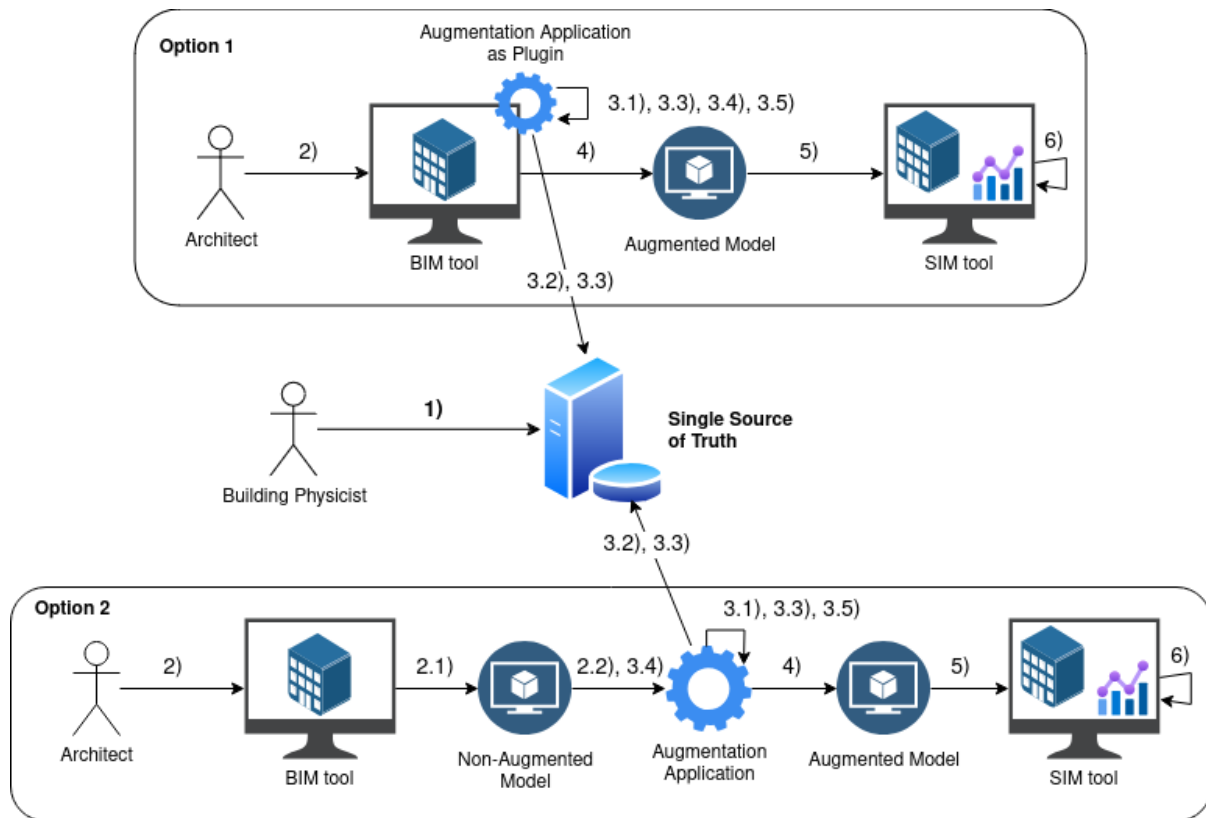 Option 1
Augmentation Application
as Plugin
3.1), 3.3), 3.4), 3.5)
2)
4)
5)
6)
Architect
BIM tool
Augmented Model
SIM tool
3.2), 3.3)
1)
Single Source
of Truth
Building Physicist
3.2), 3.3)
Option 2
3.1), 3.3), 3.5)
2)
2.1)
2.2), 3.4)
4)
5)
6)
Architect
BIM tool
Non-Augmented
Model
Augmentation
Application
Augmented Model
SIM tool